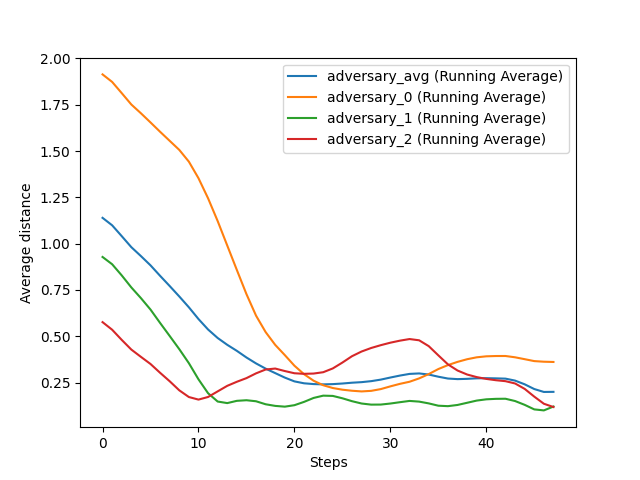 2.00
1.75
1.50
1.25
1.00
0.75
0.50
0.25
Average distance
adversary_avg (Running Average)
adversary_0 (Running Average)
adversary_1 (Running Average)
adversary_2 (Running Average)
0 10 20 30 40
Steps